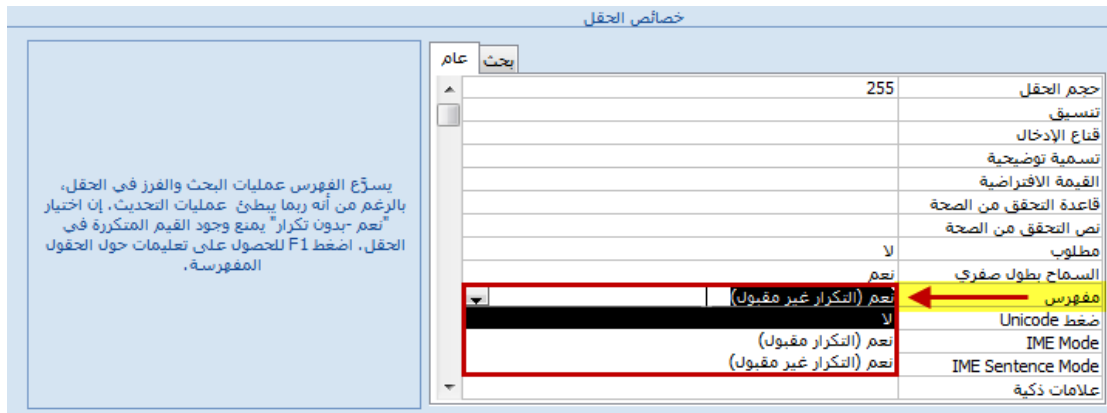 خصائص الحقل
عام
بحث
حجم الحقل 255
تنسيق
قناع الإدخال
تسمية توضيحية
القيمة الافتراضية
قاعدة التحقق من الصحة
نص التحقق من الصحة
مطلوب لا
السماح بطول صفري نعم
مفهرس نعم (التكرار غير مقبول)
لا
نعم (التكرار مقبول)
نعم (التكرار غير مقبول)
ضغط Unicode
IME Mode
IME Sentence Mode
علامات ذكية
يسرّع الفهرس عمليات البحث والفرز في الحقل،
بالرغم من أنه ربما يبطئ عمليات التحديث. إن اختيار
"نعم -بدون تكرار" يمنع وجود القيم المتكررة في
الحقل. اضغط F1 للحصول على تعليمات حول الحقول
المفهرسة.